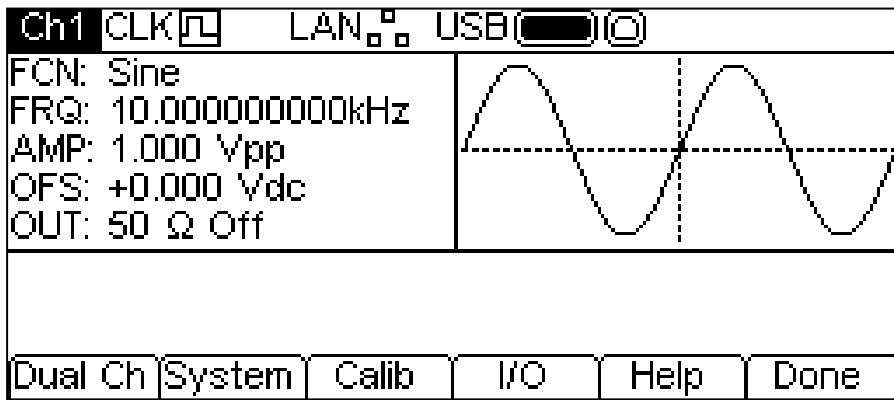 Ch1 CLK LAN USB
FCN: Sine
FRQ: 10.000000000kHz
AMP: 1.000 Vpp
OFS: +0.000 Vdc
OUT: 50 Ω Off
Dual Ch System Calib I/O Help Done